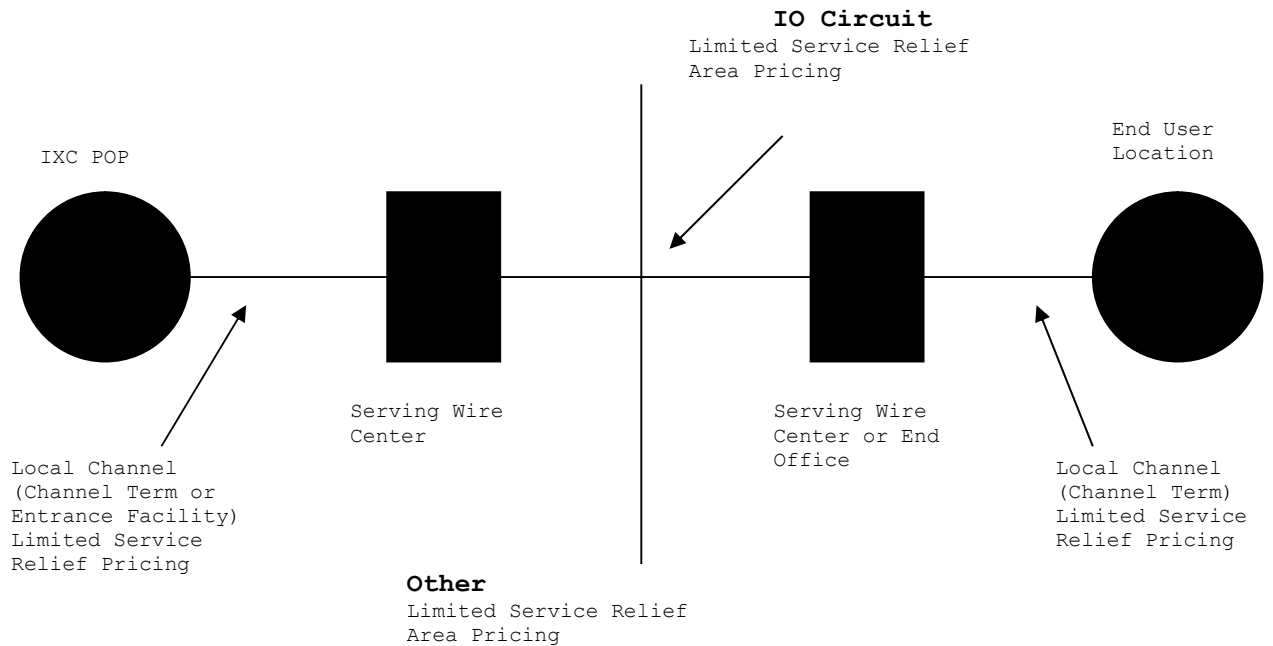 IO Circuit
Limited Service Relief
Area Pricing
End User
Location
IXC POP
Serving Wire
Center
Serving Wire
Center or End
Office
Local Channel
(Channel Term or
Entrance Facility)
Limited Service
Relief Pricing
Local Channel
(Channel Term)
Limited Service
Relief Pricing
Other
Limited Service Relief
Area Pricing